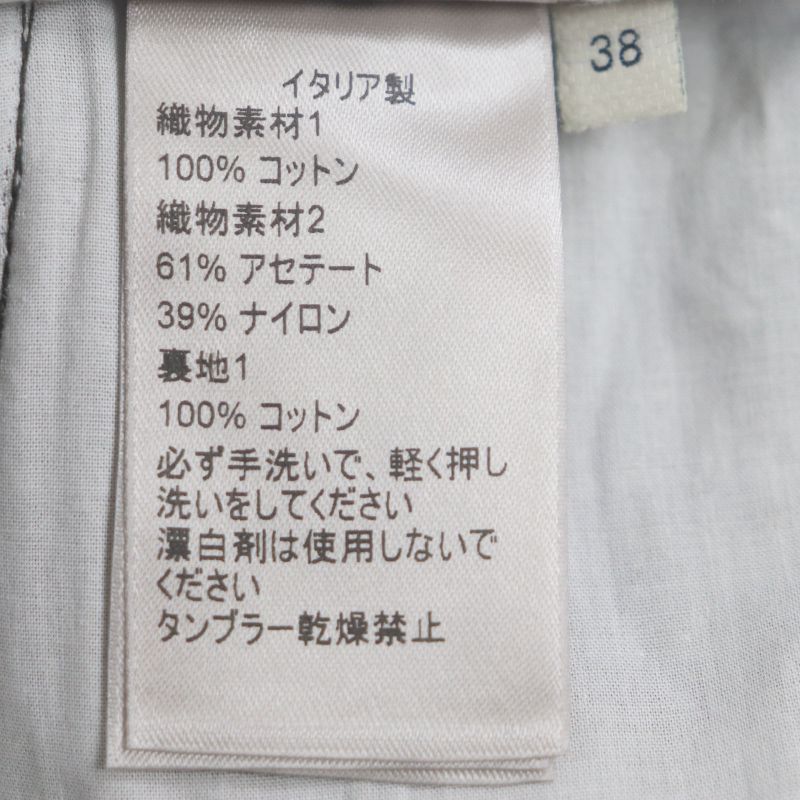 イタリア製
38
織物素材1
100% コットン
織物素材2
61% アセテート
39% ナイロン
裏地1
100% コットン
必ず手洗いで、軽く押し
洗いをしてください
漂白剤は使用しないで
ください
タンブラー乾燥禁止